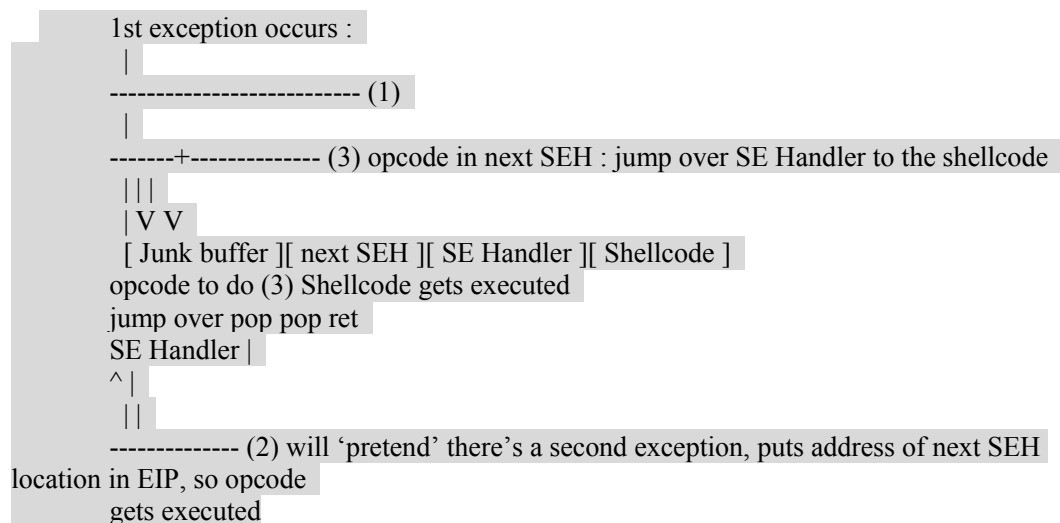 1st exception occurs :
|
--------------------------- (1)
|
-------+-------------- (3) opcode in next SEH : jump over SE Handler to the shellcode
| | |
| V V
[ Junk buffer ][ next SEH ][ SE Handler ][ Shellcode ]
opcode to do (3) Shellcode gets executed
jump over pop pop ret
SE Handler |
^ |
| |
-------------- (2) will ‘pretend’ there’s a second exception, puts address of next SEH
location in EIP, so opcode
gets executed